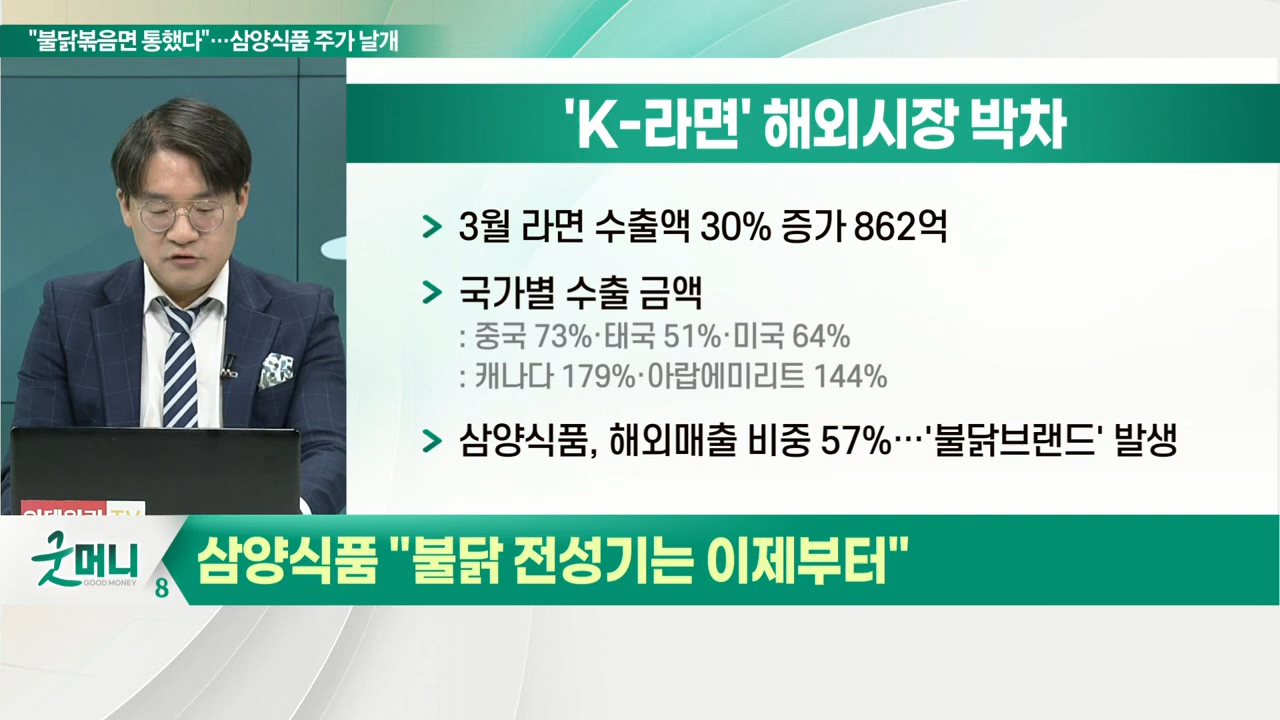 "불닭볶음면 통했다"…삼양식품 주가 날개
'K-라면' 해외시장 박차
> 3월 라면 수출액 30% 증가 862억
> 국가별 수출 금액
: 중국 73%·태국 51%·미국 64%
: 캐나다 179%·아랍에미리트 144%
> 삼양식품, 해외매출 비중 57%…'불닭브랜드' 발생
굿머니
GOOD MONEY
8
삼양식품 "불닭 전성기는 이제부터"